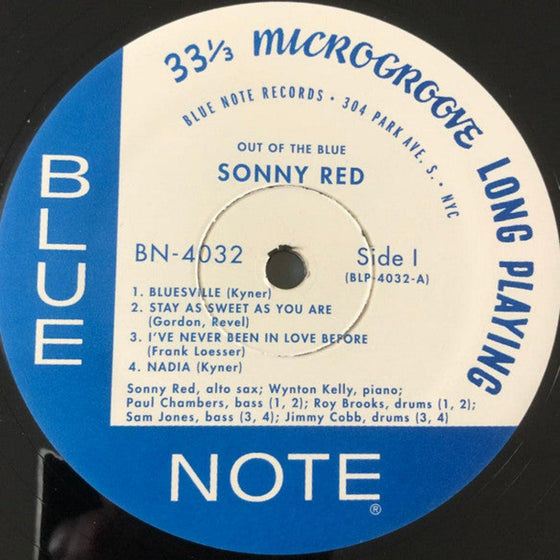 33⅓ MICROGROOVE LONG PLAYING
BLUE NOTE RECORDS • 304 PARK AVE. S. • NYC
OUT OF THE BLUE
SONNY RED
BN-4032
Side I
(BLP-4032-A)
1. BLUESVILLE (Kyner)
2. STAY AS SWEET AS YOU ARE
(Gordon, Revel)
3. I'VE NEVER BEEN IN LOVE BEFORE
(Frank Loesser)
4. NADIA (Kyner)
Sonny Red, alto sax; Wynton Kelly, piano;
Paul Chambers, bass (1, 2); Roy Brooks, drums (1, 2);
Sam Jones, bass (3, 4); Jimmy Cobb, drums (3, 4)
BLUE
NOTE®